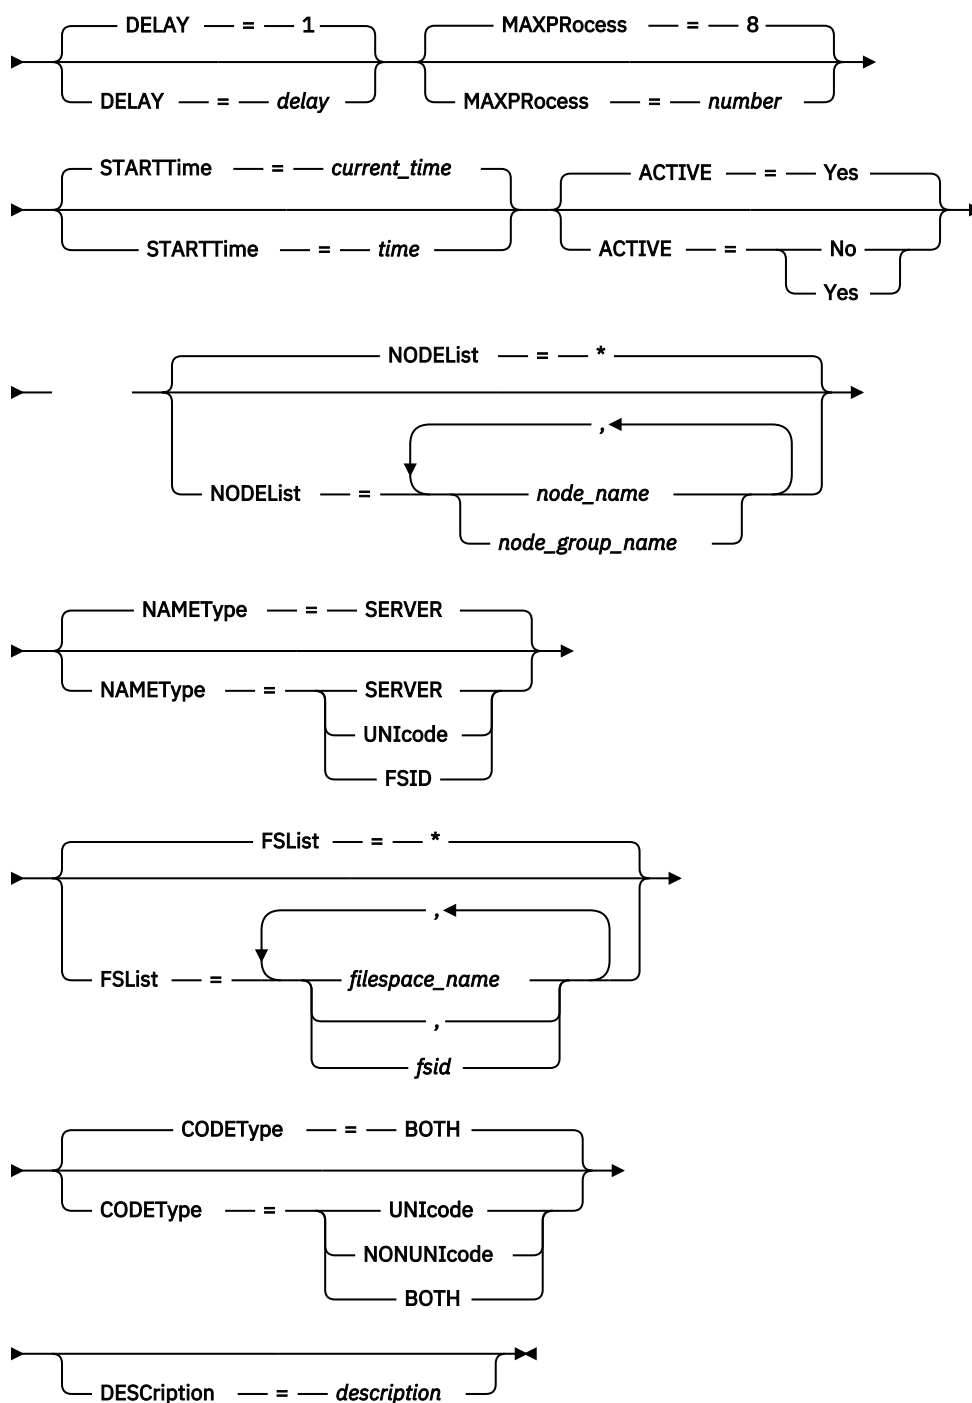 DELAY = 1 MAXPRocess = 8
DELAY = delay MAXPRocess = number
STARTTime = current_time ACTIVE = Yes
STARTTime = time ACTIVE = No
Yes
NODEList = *
,
NODEList = node_name
node_group_name
NAMEType = SERVER
NAMEType = SERVER
UNIcode
FSID
FSList = *
,
FSList = filespace_name
,
fsid
CODEType = BOTH
CODEType = UNIcode
NONUNIcode
BOTH
DESCription = description